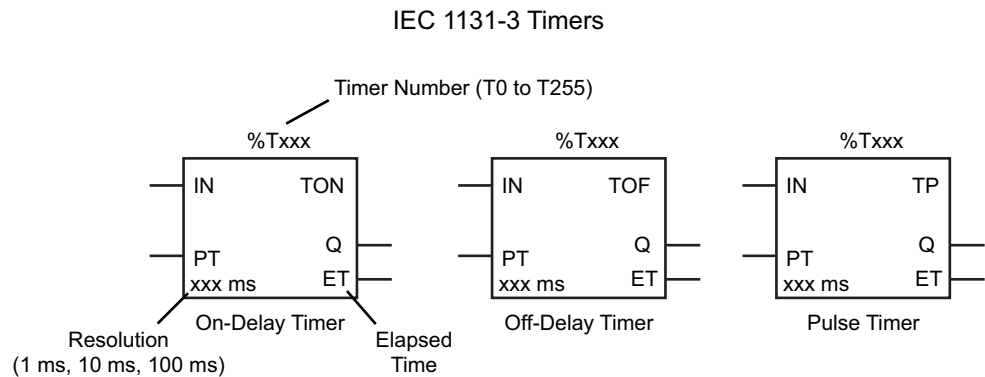 IEC 1131-3 Timers
Timer Number (T0 to T255)
%Txxx
IN TON
Q
PT
xxx ms ET
On-Delay Timer
Resolution
(1 ms, 10 ms, 100 ms)
Elapsed
Time
%Txxx
IN TOF
Q
PT
xxx ms ET
Off-Delay Timer
%Txxx
IN TP
Q
PT
xxx ms ET
Pulse Timer